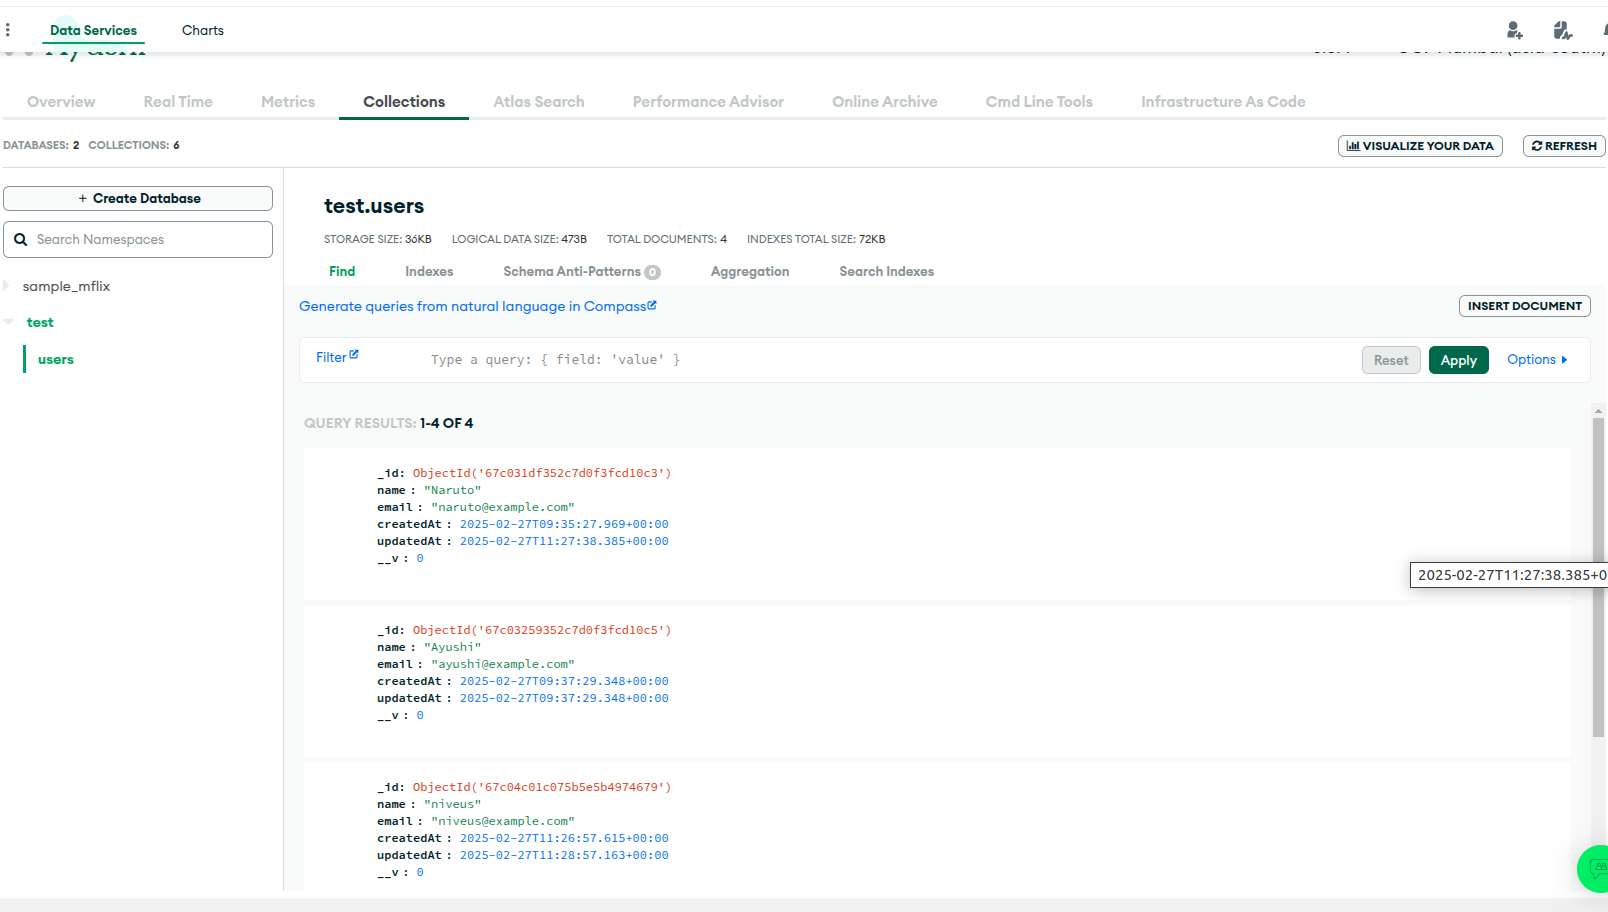 Data Services
Charts
Overview Real Time Metrics Collections Atlas Search Performance Advisor Online Archive Cmd Line Tools Infrastructure As Code
DATABASES: 2 COLLECTIONS: 6
VISUALIZE YOUR DATA
REFRESH
+ Create Database
Search Namespaces
sample_mflix
test
users
test.users
STORAGE SIZE: 36KB LOGICAL DATA SIZE: 473B TOTAL DOCUMENTS: 4 INDEXES TOTAL SIZE: 72KB
Find Indexes Schema Anti-Patterns 0 Aggregation Search Indexes
Generate queries from natural language in Compass
INSERT DOCUMENT
Filter
Type a query: { field: 'value' }
Reset
Apply
Options
QUERY RESULTS: 1-4 OF 4
_id: ObjectId('67c031df352c7d0f3fcd10c3')
name : "Naruto"
email : "naruto@example.com"
createdAt : 2025-02-27T09:35:27.969+00:00
updatedAt : 2025-02-27T11:27:38.385+00:00
__v : 0
2025-02-27T11:27:38.385+0
_id: ObjectId('67c03259352c7d0f3fcd10c5')
name : "Ayushi"
email : "ayushi@example.com"
createdAt : 2025-02-27T09:37:29.348+00:00
updatedAt : 2025-02-27T09:37:29.348+00:00
__v : 0
_id: ObjectId('67c04c01c075b5e5b4974679')
name : "niveus"
email : "niveus@example.com"
createdAt : 2025-02-27T11:26:57.615+00:00
updatedAt : 2025-02-27T11:28:57.163+00:00
__v : 0